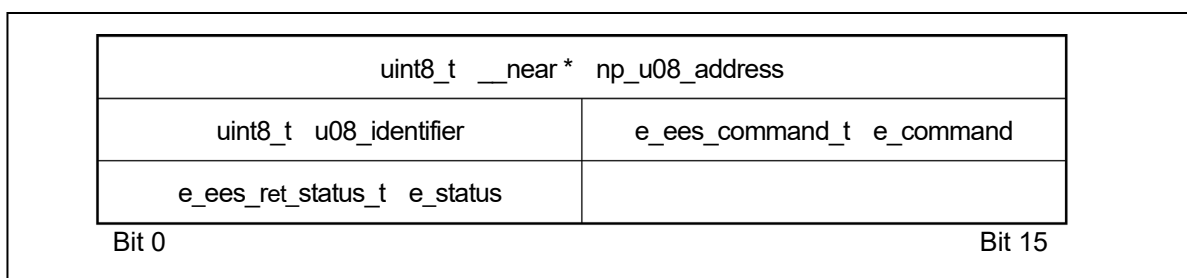 uint8_t __near * np_u08_address
uint8_t u08_identifier e_ees_command_t e_command
e_ees_ret_status_t e_status
Bit 0 Bit 15